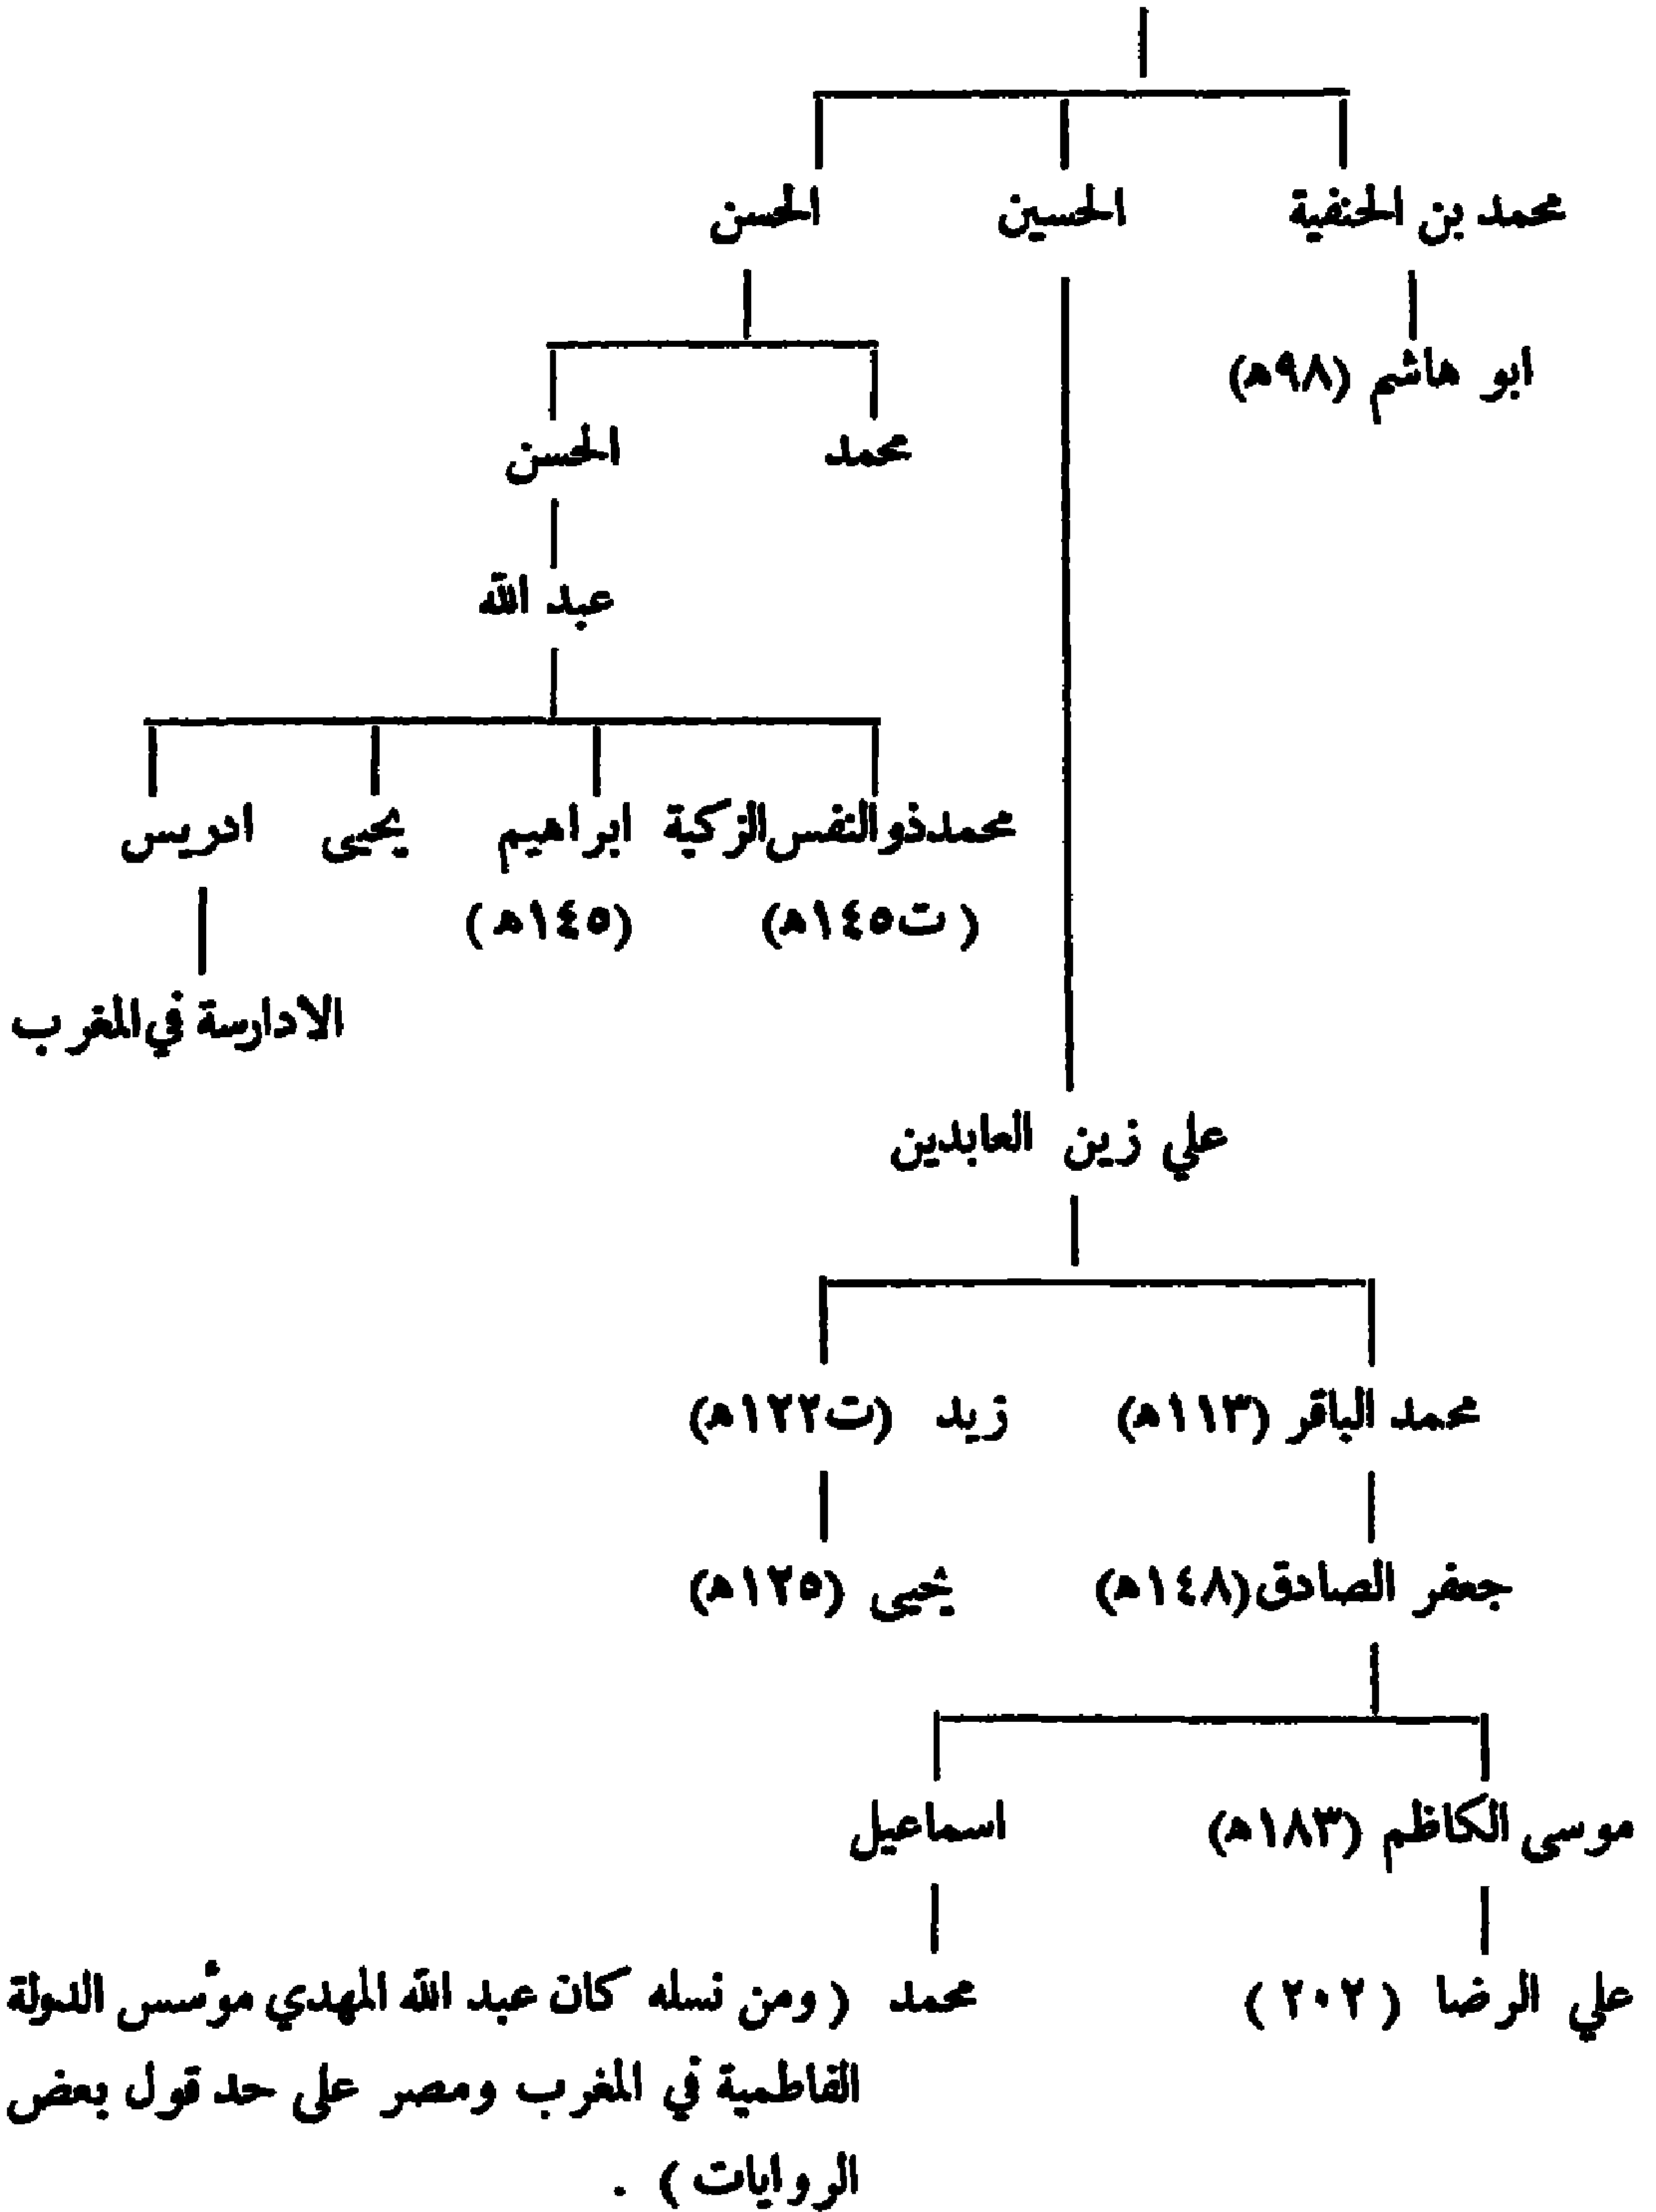 محمد بن الحنفية الحسين الحسن
ابو هاشم (٩٨هـ)
محمد الحسن
عبد الله
محمد ذو النفس الزكية ابراهيم يحيى ادريس
(ت١٤٥هـ) (١٤٥هـ)
الادارسة في المغرب
علي زين العابدين
محمد الباقر (١١٣هـ) زيد (ت١٢٢هـ)
جعفر الصادق (١٤٨هـ) يحيى (١٢٥هـ)
موسى الكاظم (١٨٣هـ) اسماعيل
علي الرضا (٢٠٢) محمد (ومن نسله كان عبد الله المهدي مؤسس الدولة
الفاطمية في المغرب ومصر على حد قول بعض
الروايات) .